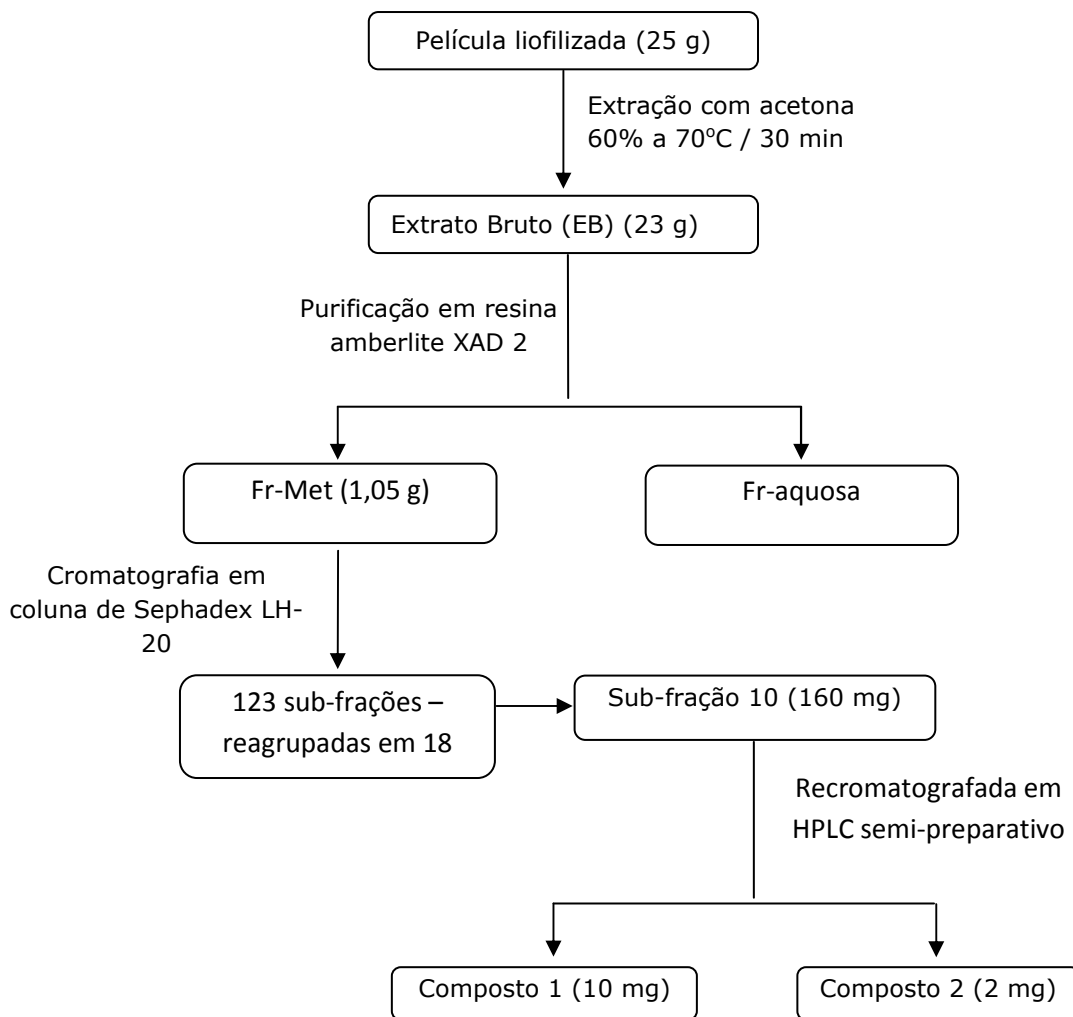 Película liofilizada (25 g)
Extração com acetona
60% a 70ºC / 30 min
Extrato Bruto (EB) (23 g)
Purificação em resina
amberlite XAD 2
Fr-Met (1,05 g)
Fr-aquosa
Cromatografia em
coluna de Sephadex LH-
20
123 sub-frações –
reagrupadas em 18
Sub-fração 10 (160 mg)
Recromatografada em
HPLC semi-preparativo
Composto 1 (10 mg)
Composto 2 (2 mg)